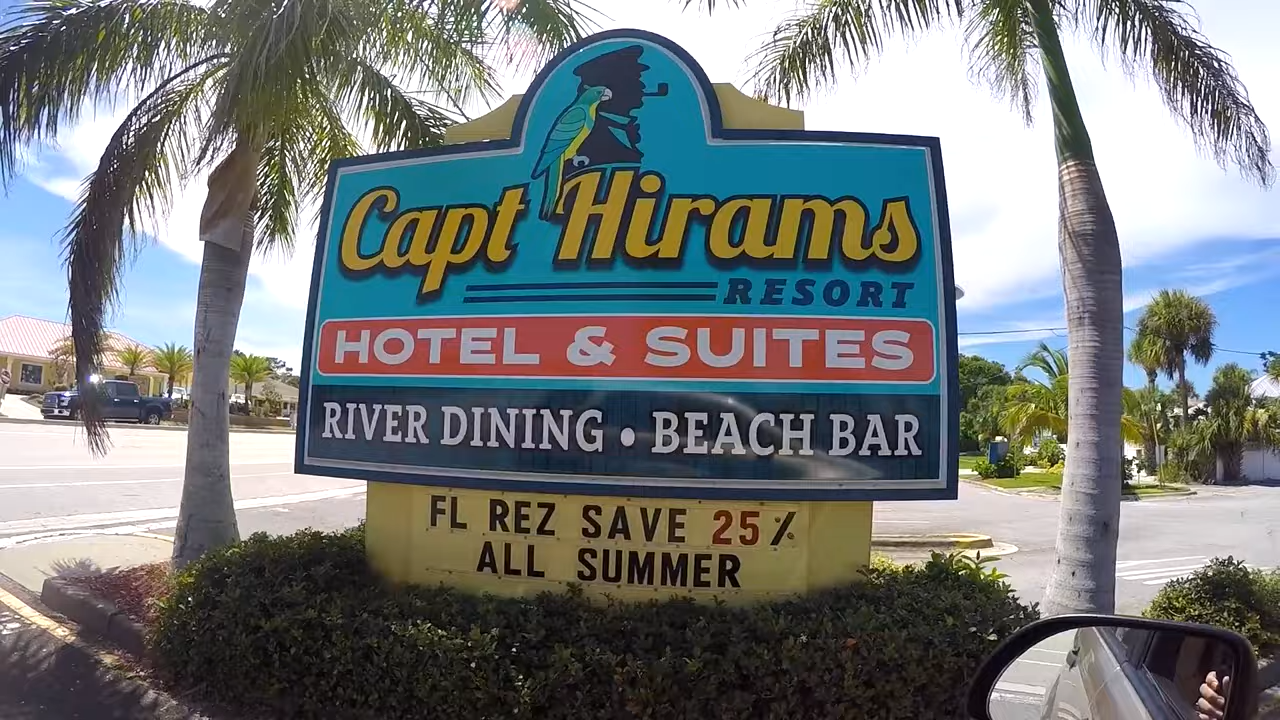 Capt Hirams
RESORT
HOTEL & SUITES
RIVER DINING • BEACH BAR
FL REZ SAVE 25%
ALL SUMMER